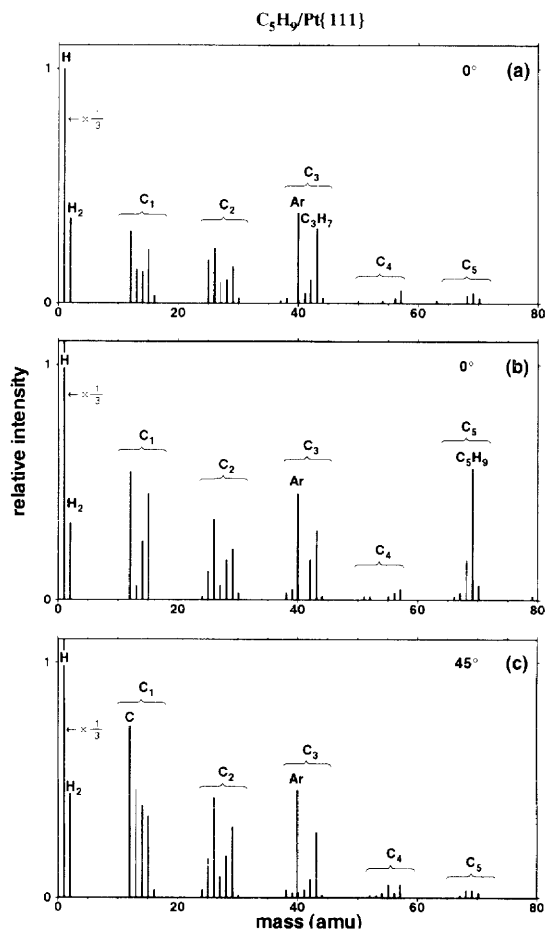 C₅H₉/Pt{111}
H
1
0° (a)
← × 1/3
C₃
H₂
C₁
C₂
Ar
C₃H₇
C₄
C₅
0
0 20 40 60 80
H
1
0° (b)
← × 1/3
C₁
C₅
C₃
C₅H₉
C₂
Ar
H₂
C₄
0
0 20 40 60 80
relative intensity
H
1
45° (c)
C₁
C
← × 1/3
C₃
C₂
Ar
H₂
C₄
C₅
0
0 20 40 60 80
mass (amu)